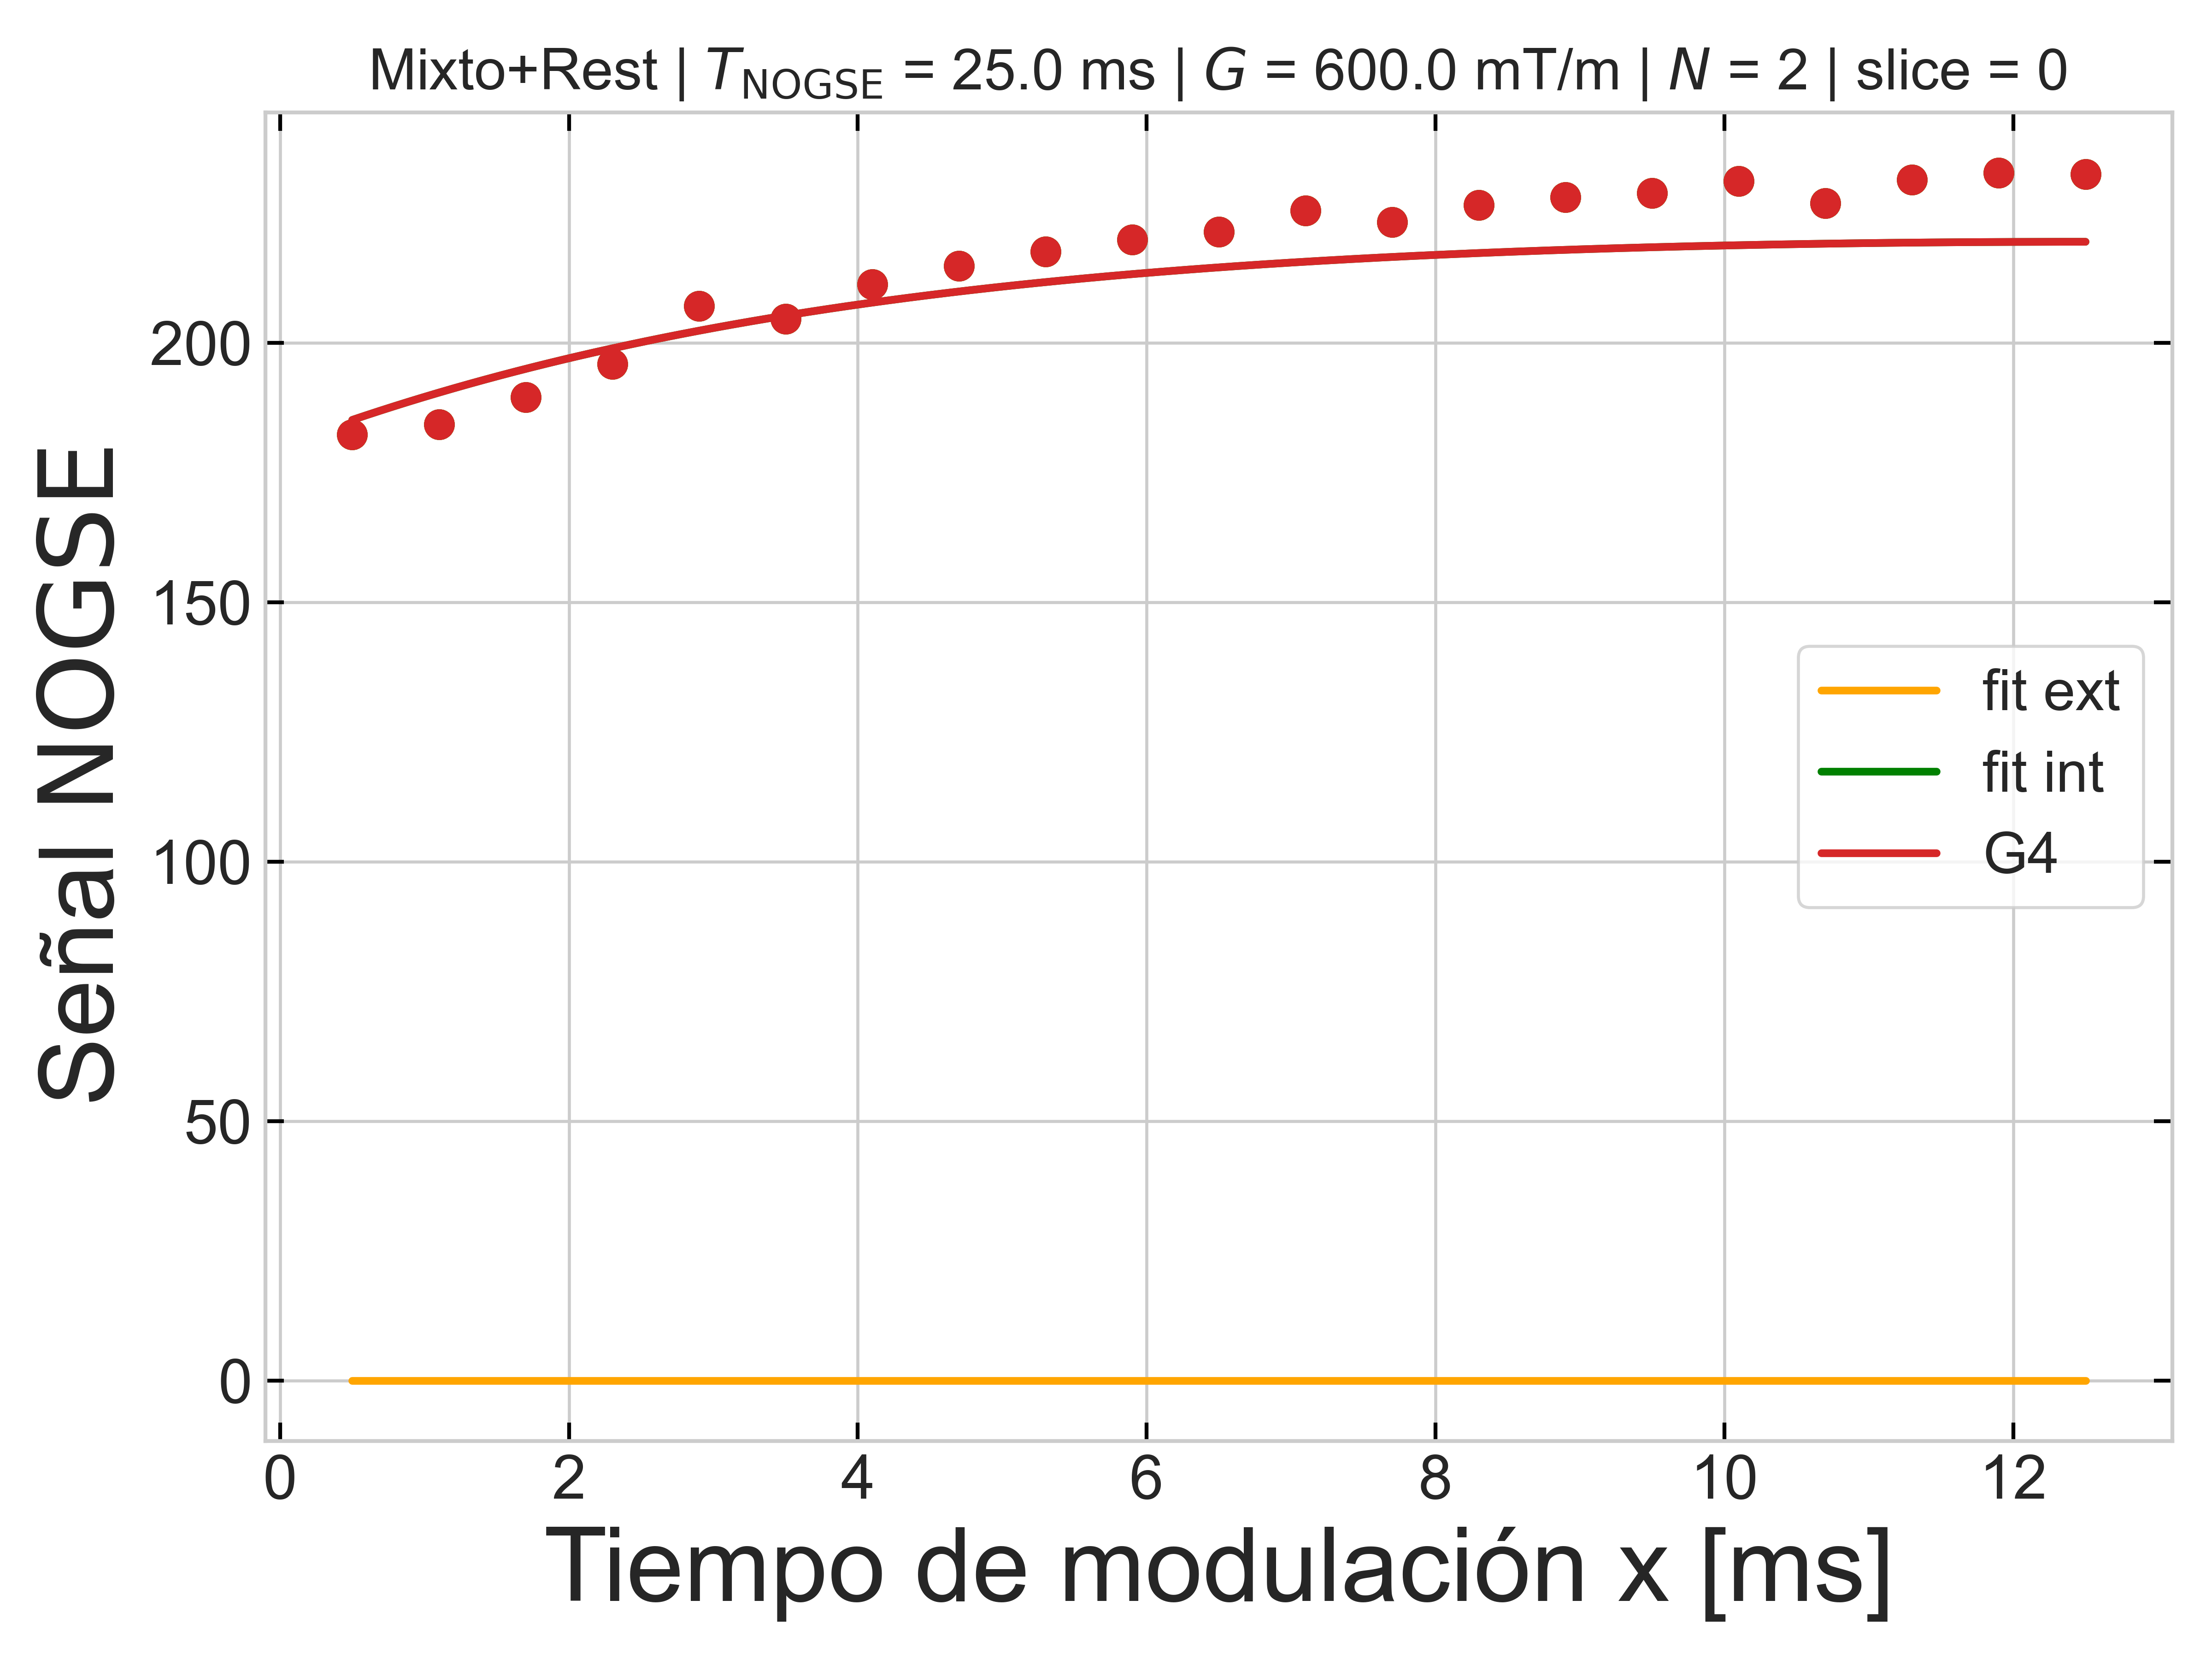 Mixto+Rest | T_NOGSE = 25.0 ms | G = 600.0 mT/m | N = 2 | slice = 0
Señal NOGSE
200
150
100
50
0
fit ext
fit int
G4
0 2 4 6 8 10 12
Tiempo de modulación x [ms]